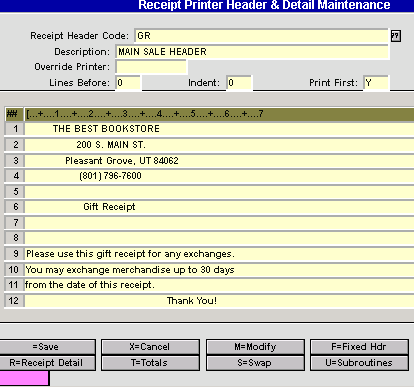 Receipt Printer Header & Detail Maintenance
Receipt Header Code: GR
Description: MAIN SALE HEADER
Override Printer:
Lines Before: 0 Indent: 0 Print First: Y
## [...+....1....+....2....+....3....+....4....+....5....+....6....+....7
1 THE BEST BOOKSTORE
2 200 S. MAIN ST.
3 Pleasant Grove, UT 84062
4 (801) 796-7600
5
6 Gift Receipt
7
8
9 Please use this gift receipt for any exchanges.
10 You may exchange merchandise up to 30 days
11 from the date of this receipt.
12 Thank You!
=Save X=Cancel M=Modify F=Fixed Hdr
R=Receipt Detail T=Totals S=Swap U=Subroutines